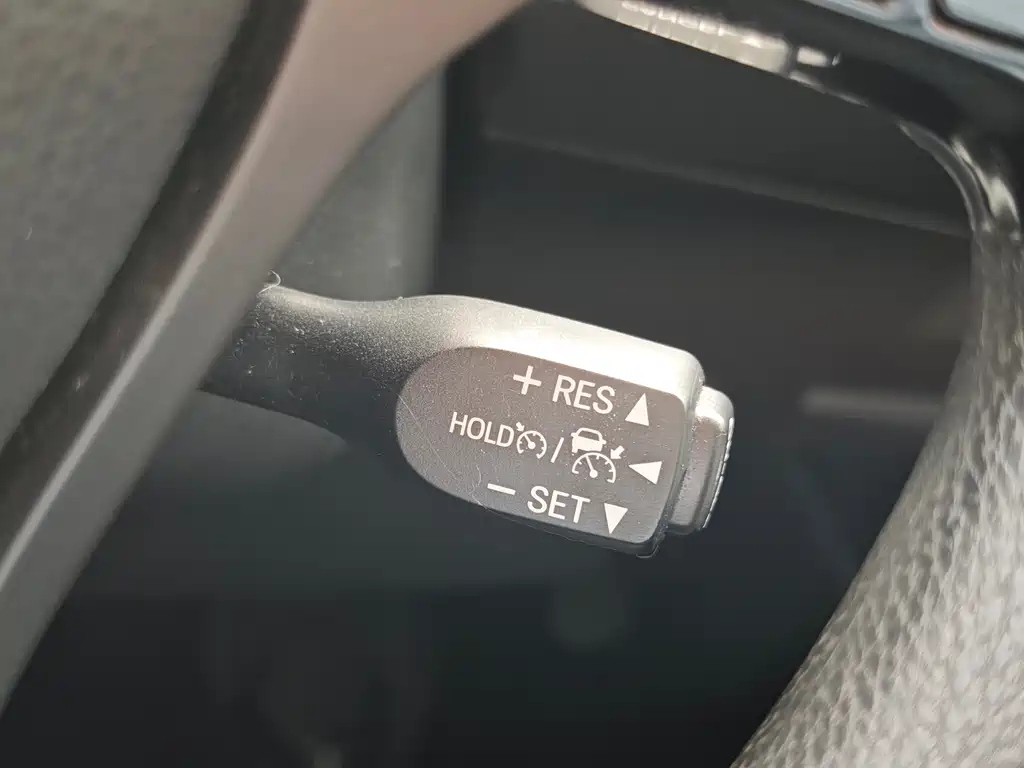 + RES
HOLD /
− SET